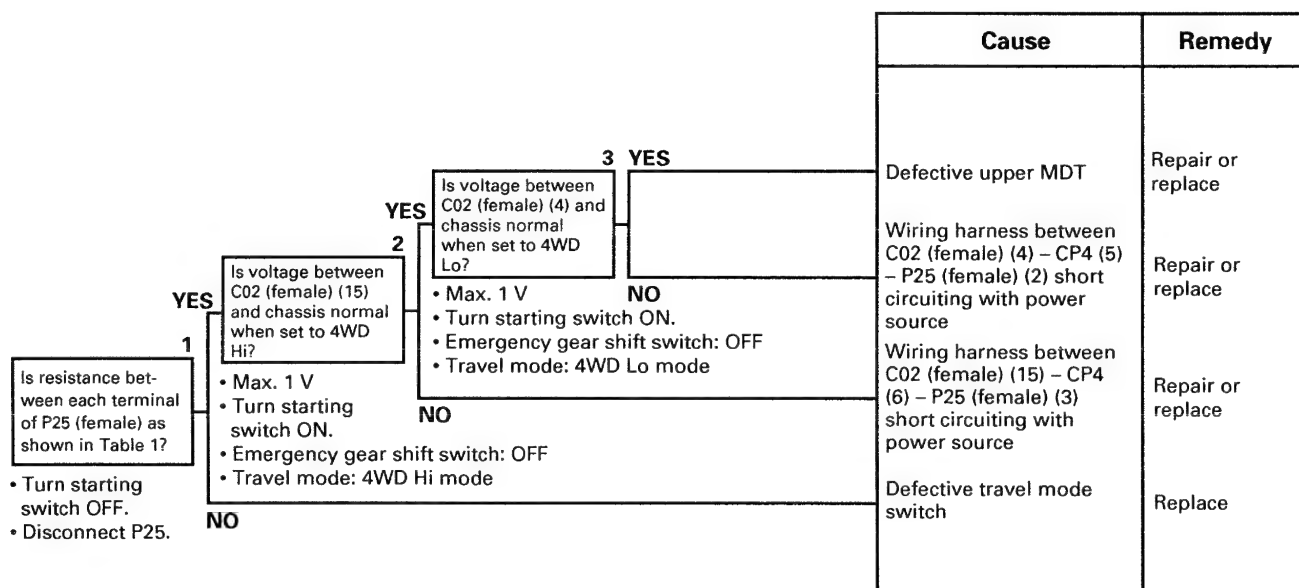 Cause
Remedy
1
Is resistance bet-
ween each terminal
of P25 (female) as
shown in Table 1?
• Turn starting
switch OFF.
• Disconnect P25.
YES
NO
2
Is voltage between
C02 (female) (15)
and chassis normal
when set to 4WD
Hi?
• Max. 1 V
• Turn starting
switch ON.
• Emergency gear shift switch: OFF
• Travel mode: 4WD Hi mode
YES
NO
3
Is voltage between
C02 (female) (4) and
chassis normal
when set to 4WD
Lo?
• Max. 1 V
• Turn starting switch ON.
• Emergency gear shift switch: OFF
• Travel mode: 4WD Lo mode
YES
NO
Defective upper MDT
Repair or
replace
Wiring harness between
C02 (female) (4) – CP4 (5)
– P25 (female) (2) short
circuiting with power
source
Repair or
replace
Wiring harness between
C02 (female) (15) – CP4
(6) – P25 (female) (3)
short circuiting with
power source
Repair or
replace
Defective travel mode
switch
Replace